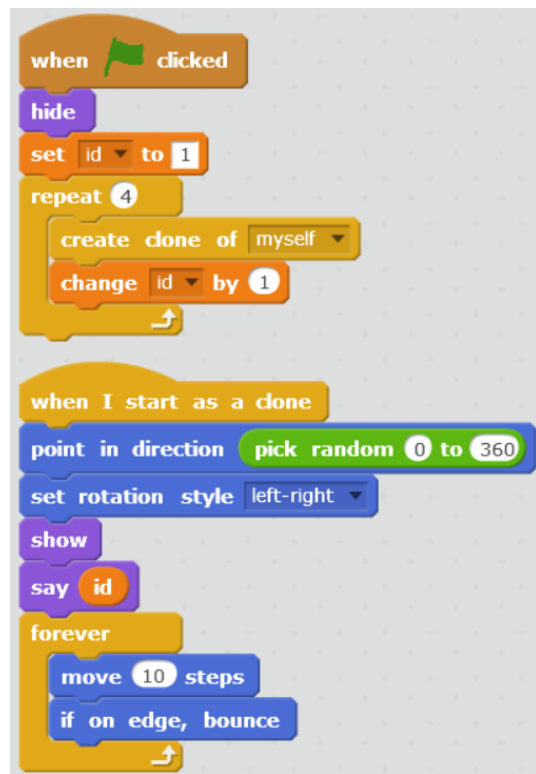 when clicked
hide
set id to 1
repeat 4
create clone of myself
change id by 1
when I start as a clone
point in direction pick random 0 to 360
set rotation style left-right
show
say id
forever
move 10 steps
if on edge, bounce